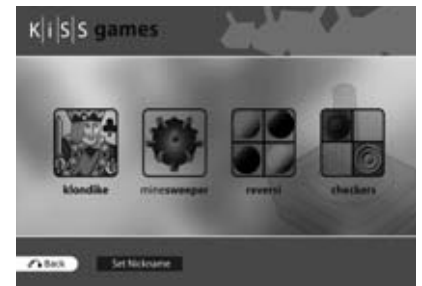 K|i|S|S games
klondike minesweeper reversi checkers
Back Set Nickname